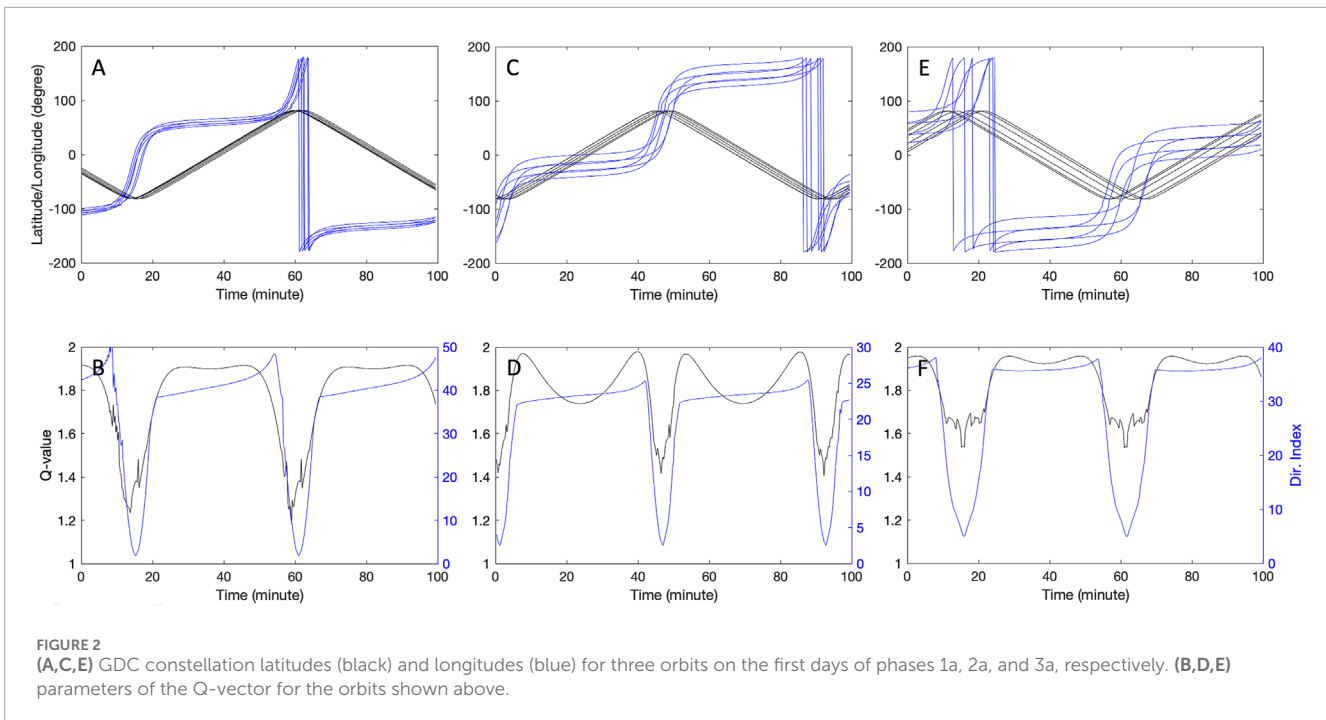 A
C
E
200
100
0
-100
-200
Latitude/Longitude (degree)
0 20 40 60 80 100
Time (minute)
200
100
0
-100
-200
0 20 40 60 80 100
Time (minute)
200
100
0
-100
-200
0 20 40 60 80 100
Time (minute)
B
D
F
2
1.8
1.6
1.4
1.2
1
Q-value
50
40
30
20
10
0
0 20 40 60 80 100
Time (minute)
2
1.8
1.6
1.4
1.2
1
30
25
20
15
10
5
0
0 20 40 60 80 100
Time (minute)
2
1.8
1.6
1.4
1.2
1
40
30
20
10
0
Dir. Index
0 20 40 60 80 100
Time (minute)
FIGURE 2
(A,C,E) GDC constellation latitudes (black) and longitudes (blue) for three orbits on the first days of phases 1a, 2a, and 3a, respectively. (B,D,E)
parameters of the Q-vector for the orbits shown above.